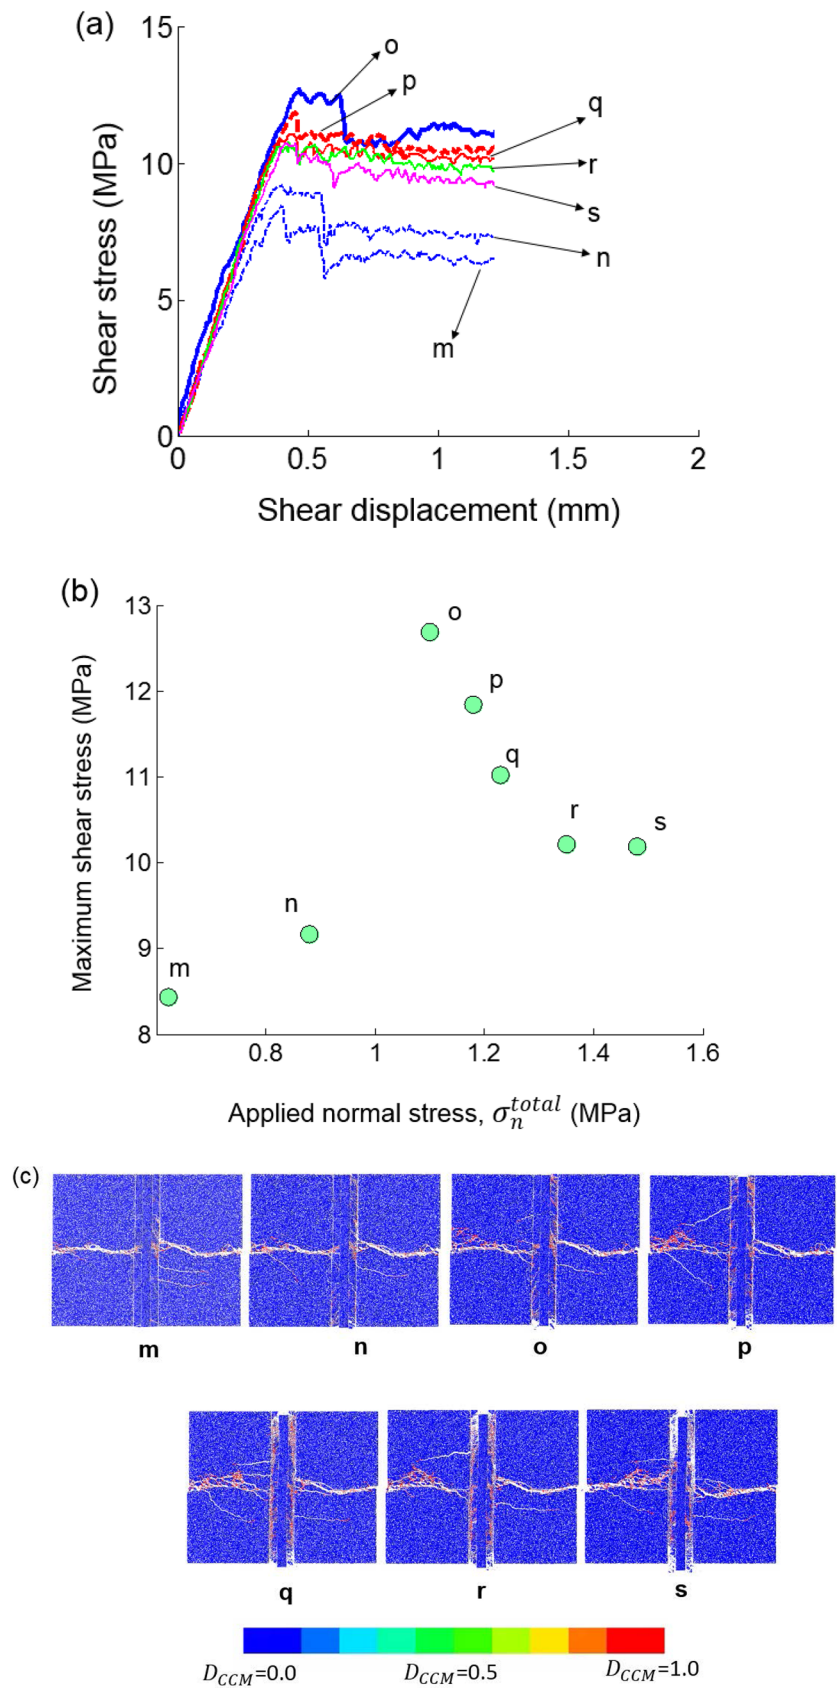 (a)
15
10
5
0
Shear stress (MPa)
o
p
q
r
s
n
m
0 0.5 1 1.5 2
Shear displacement (mm)
(b)
13
12
11
10
9
8
Maximum shear stress (MPa)
o
p
q
r
s
n
m
0.8 1 1.2 1.4 1.6
Applied normal stress, σ_n^total (MPa)
(c)
m n o p
q r s
D_CCM=0.0 D_CCM=0.5 D_CCM=1.0